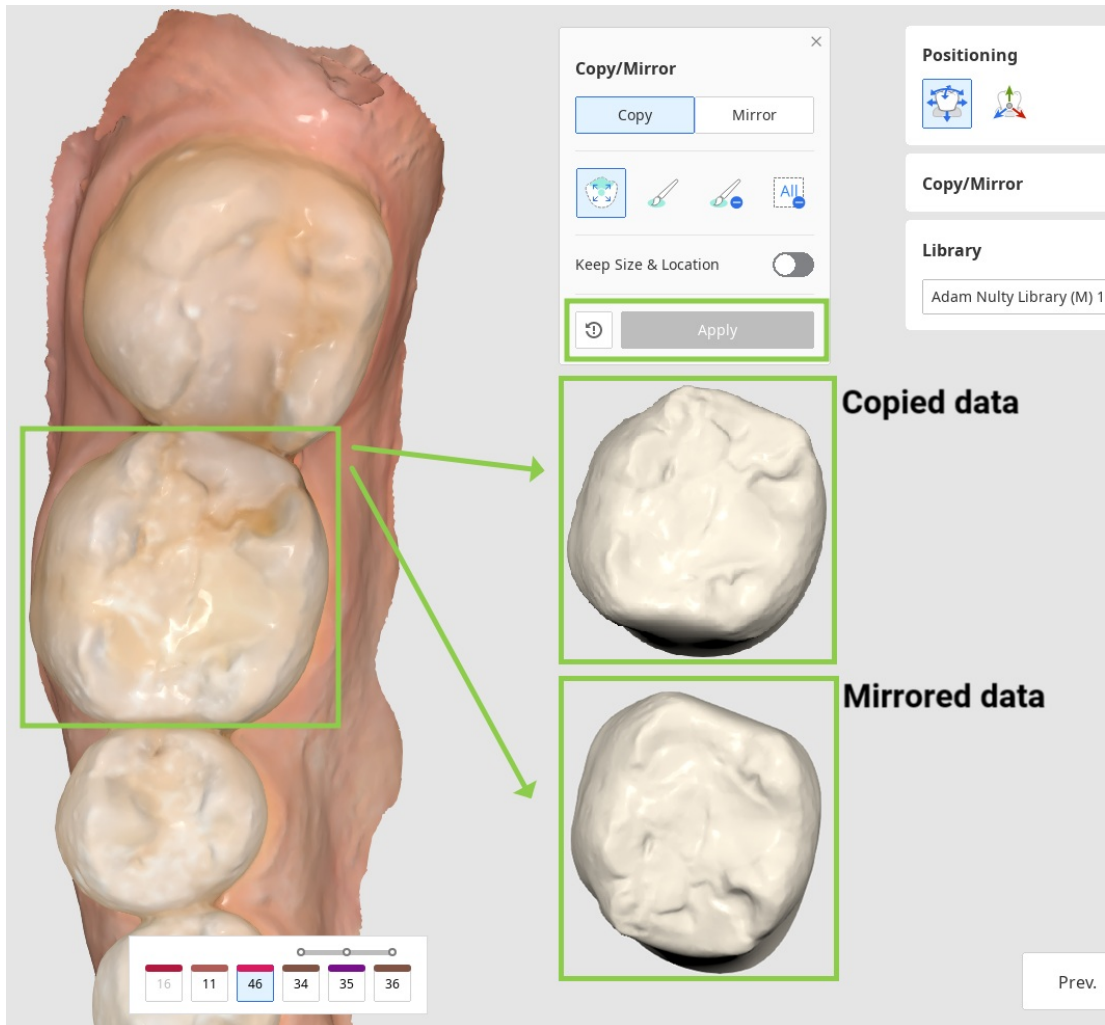 Copy/Mirror
Copy
Mirror
All
Keep Size & Location
Apply
Positioning
Copy/Mirror
Library
Adam Nulty Library (M) 1
Copied data
Mirrored data
16
11
46
34
35
36
Prev.